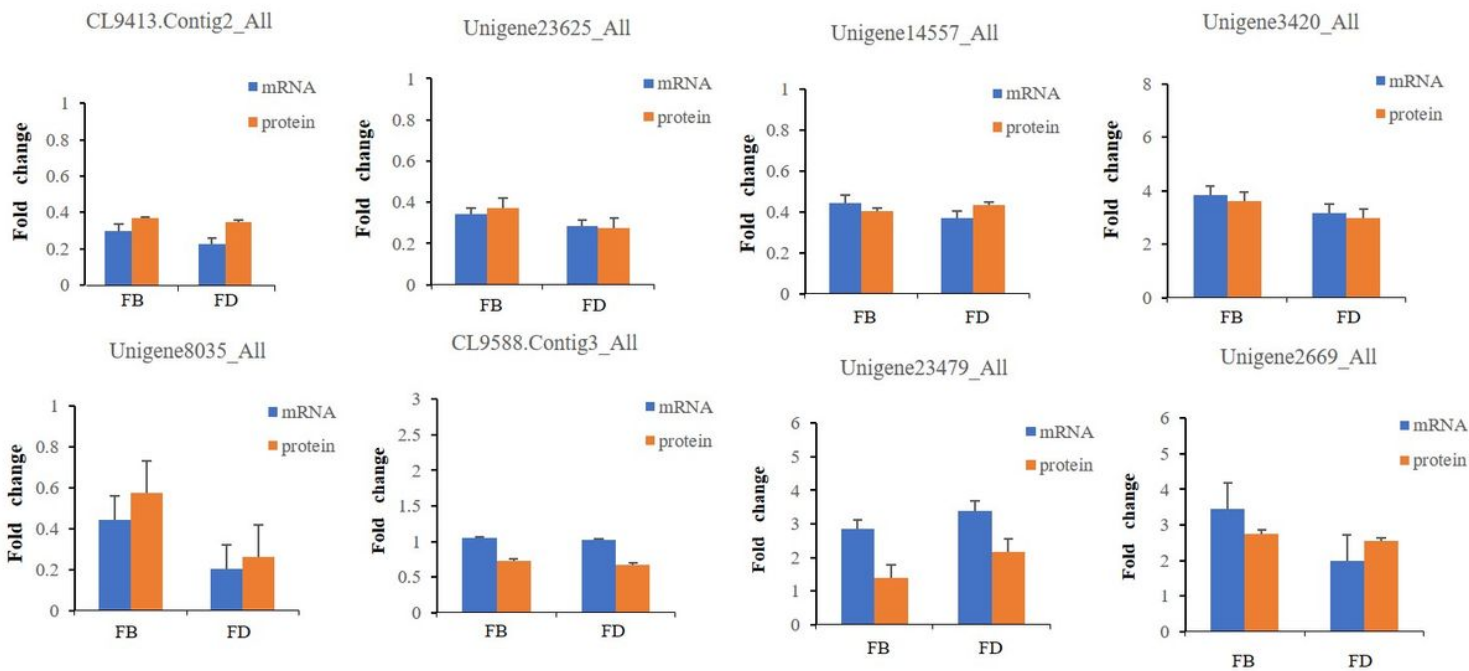 CL9413.Contig2_All
mRNA
protein
Fold change
1
0.8
0.6
0.4
0.2
0
FB
FD
Unigene23625_All
mRNA
protein
Fold change
1
0.8
0.6
0.4
0.2
0
FB
FD
Unigene14557_All
mRNA
protein
Fold change
1
0.8
0.6
0.4
0.2
0
FB
FD
Unigene3420_All
mRNA
protein
Fold change
8
6
4
2
0
FB
FD
Unigene8035_All
mRNA
protein
Fold change
1
0.8
0.6
0.4
0.2
0
FB
FD
CL9588.Contig3_All
mRNA
protein
Fold change
3
2.5
2
1.5
1
0.5
0
FB
FD
Unigene23479_All
mRNA
protein
Fold change
6
5
4
3
2
1
0
FB
FD
Unigene2669_All
mRNA
protein
Fold change
6
5
4
3
2
1
0
FB
FD